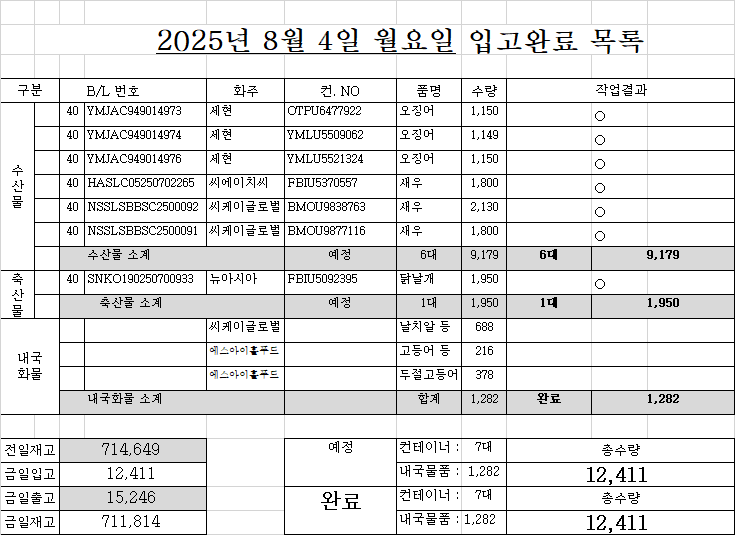 2025년 8월 4일 월요일 입고완료 목록
구분 B/L 번호 화주 컨. NO 품명 수량 작업결과
수산물
40 YMJAC949014973 제현 OTPU6477922 오징어 1,150 ○
40 YMJAC949014974 제현 YMLU5509062 오징어 1,149 ○
40 YMJAC949014976 제현 YMLU5521324 오징어 1,150 ○
40 HASLC05250702265 씨에이치씨 FBIU5370557 새우 1,800 ○
40 NSSLSBBSC2500092 씨케이글로벌 BMOU9838763 새우 2,130 ○
40 NSSLSBBSC2500091 씨케이글로벌 BMOU9877116 새우 1,800 ○
수산물 소계 예정 6대 9,179 6대 9,179
축산물
40 SNKO190250700933 뉴아시아 FBIU5092395 닭날개 1,950 ○
축산물 소계 예정 1대 1,950 1대 1,950
내국화물
씨케이글로벌 날치알 등 688
에스아이홀푸드 고등어 등 216
에스아이홀푸드 두절고등어 378
내국화물 소계 합계 1,282 완료 1,282
전일재고 714,649 예정 컨테이너 : 7대 총수량
금일입고 12,411 내국물품 : 1,282 12,411
금일출고 15,246 완료 컨테이너 : 7대 총수량
금일재고 711,814 내국물품 : 1,282 12,411